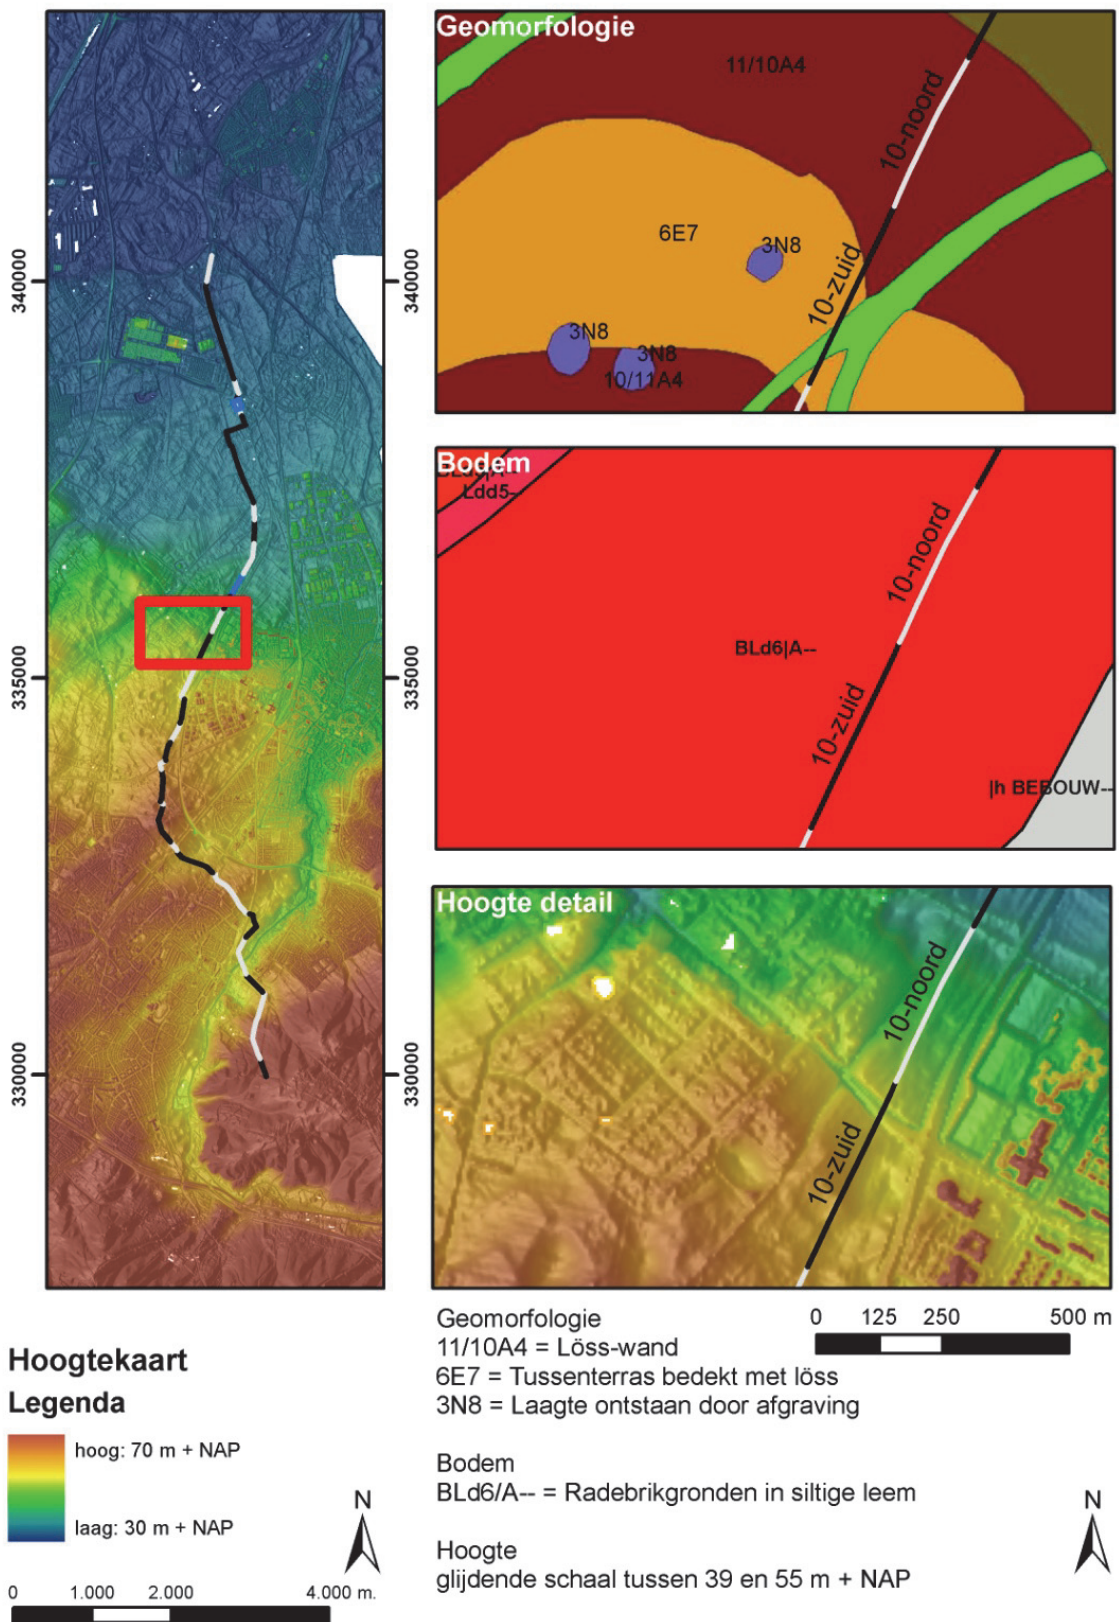 340000
335000
330000
340000
335000
330000
Geomorfologie
11/10A4
10-noord
6E7
3N8
10-zuid
3N8
3N8
10/11A4
Bodem
Ldd5--
10-noord
BLd6|A--
10-zuid
|h BEBOUW--
Hoogte detail
10-noord
10-zuid
Hoogtekaart
Legenda
hoog: 70 m + NAP
laag: 30 m + NAP
N
0 1.000 2.000 4.000 m.
Geomorfologie
11/10A4 = Löss-wand
6E7 = Tussenterras bedekt met löss
3N8 = Laagte ontstaan door afgraving
0 125 250 500 m
Bodem
BLd6/A-- = Radebrikgronden in siltige leem
Hoogte
glijdende schaal tussen 39 en 55 m + NAP
N